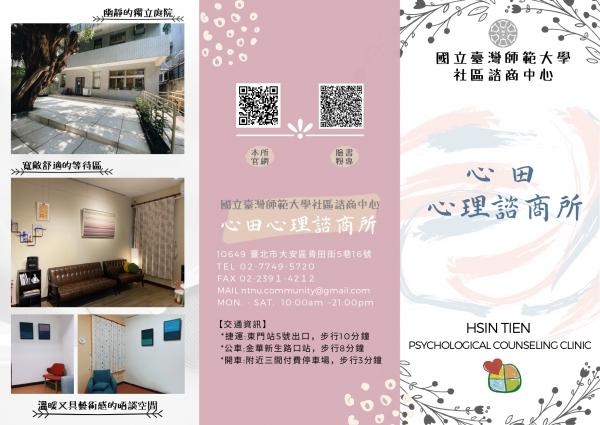 幽靜的獨立庭院
寬敞舒適的等待區
溫暖又具藝術感的晤談空間
本所
官網
臉書
粉專
國立臺灣師範大學社區諮商中心
心田心理諮商所
10649 臺北市大安區青田街5巷16號
TEL 02-7749-5720
FAX 02-2391-4212
MAIL ntnu.community@gmail.com
MON. - SAT. 10:00am ~21:00pm
【交通資訊】
*捷運:東門站5號出口，步行10分鐘
*公車:金華新生路口站，步行8分鐘
*開車:附近三間付費停車場，步行3分鐘
國立臺灣師範大學
社區諮商中心
心田
心理諮商所
HSIN TIEN
PSYCHOLOGICAL COUNSELING CLINIC